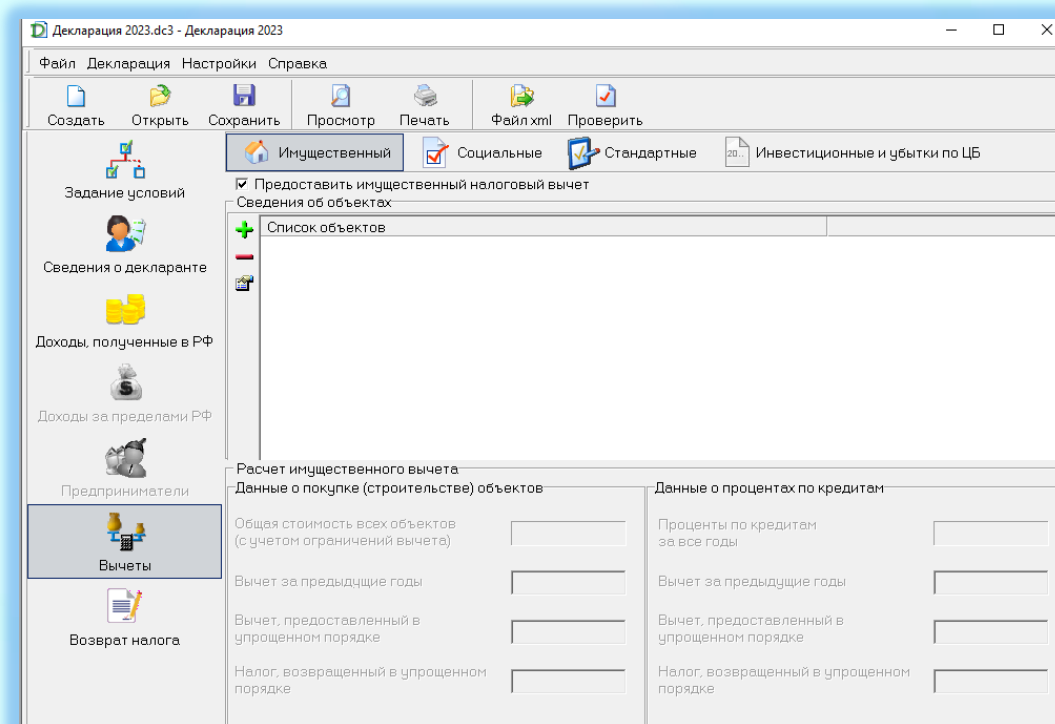 Декларация 2023.dc3 - Декларация 2023
Файл Декларация Настройки Справка
Создать Открыть Сохранить Просмотр Печать Файл xml Проверить
Задание условий
Сведения о декларанте
Доходы, полученные в РФ
Доходы за пределами РФ
Предприниматели
Вычеты
Возврат налога
Имущественный Социальные Стандартные 20... Инвестиционные и убытки по ЦБ
Предоставить имущественный налоговый вычет
Сведения об объектах
Список объектов
Расчет имущественного вычета
Данные о покупке (строительстве) объектов
Общая стоимость всех объектов
(с учетом ограничений вычета)
Вычет за предыдущие годы
Вычет, предоставленный в
упрощенном порядке
Налог, возвращенный в упрощенном
порядке
Данные о процентах по кредитам
Проценты по кредитам
за все годы
Вычет за предыдущие годы
Вычет, предоставленный в
упрощенном порядке
Налог, возвращенный в упрощенном
порядке